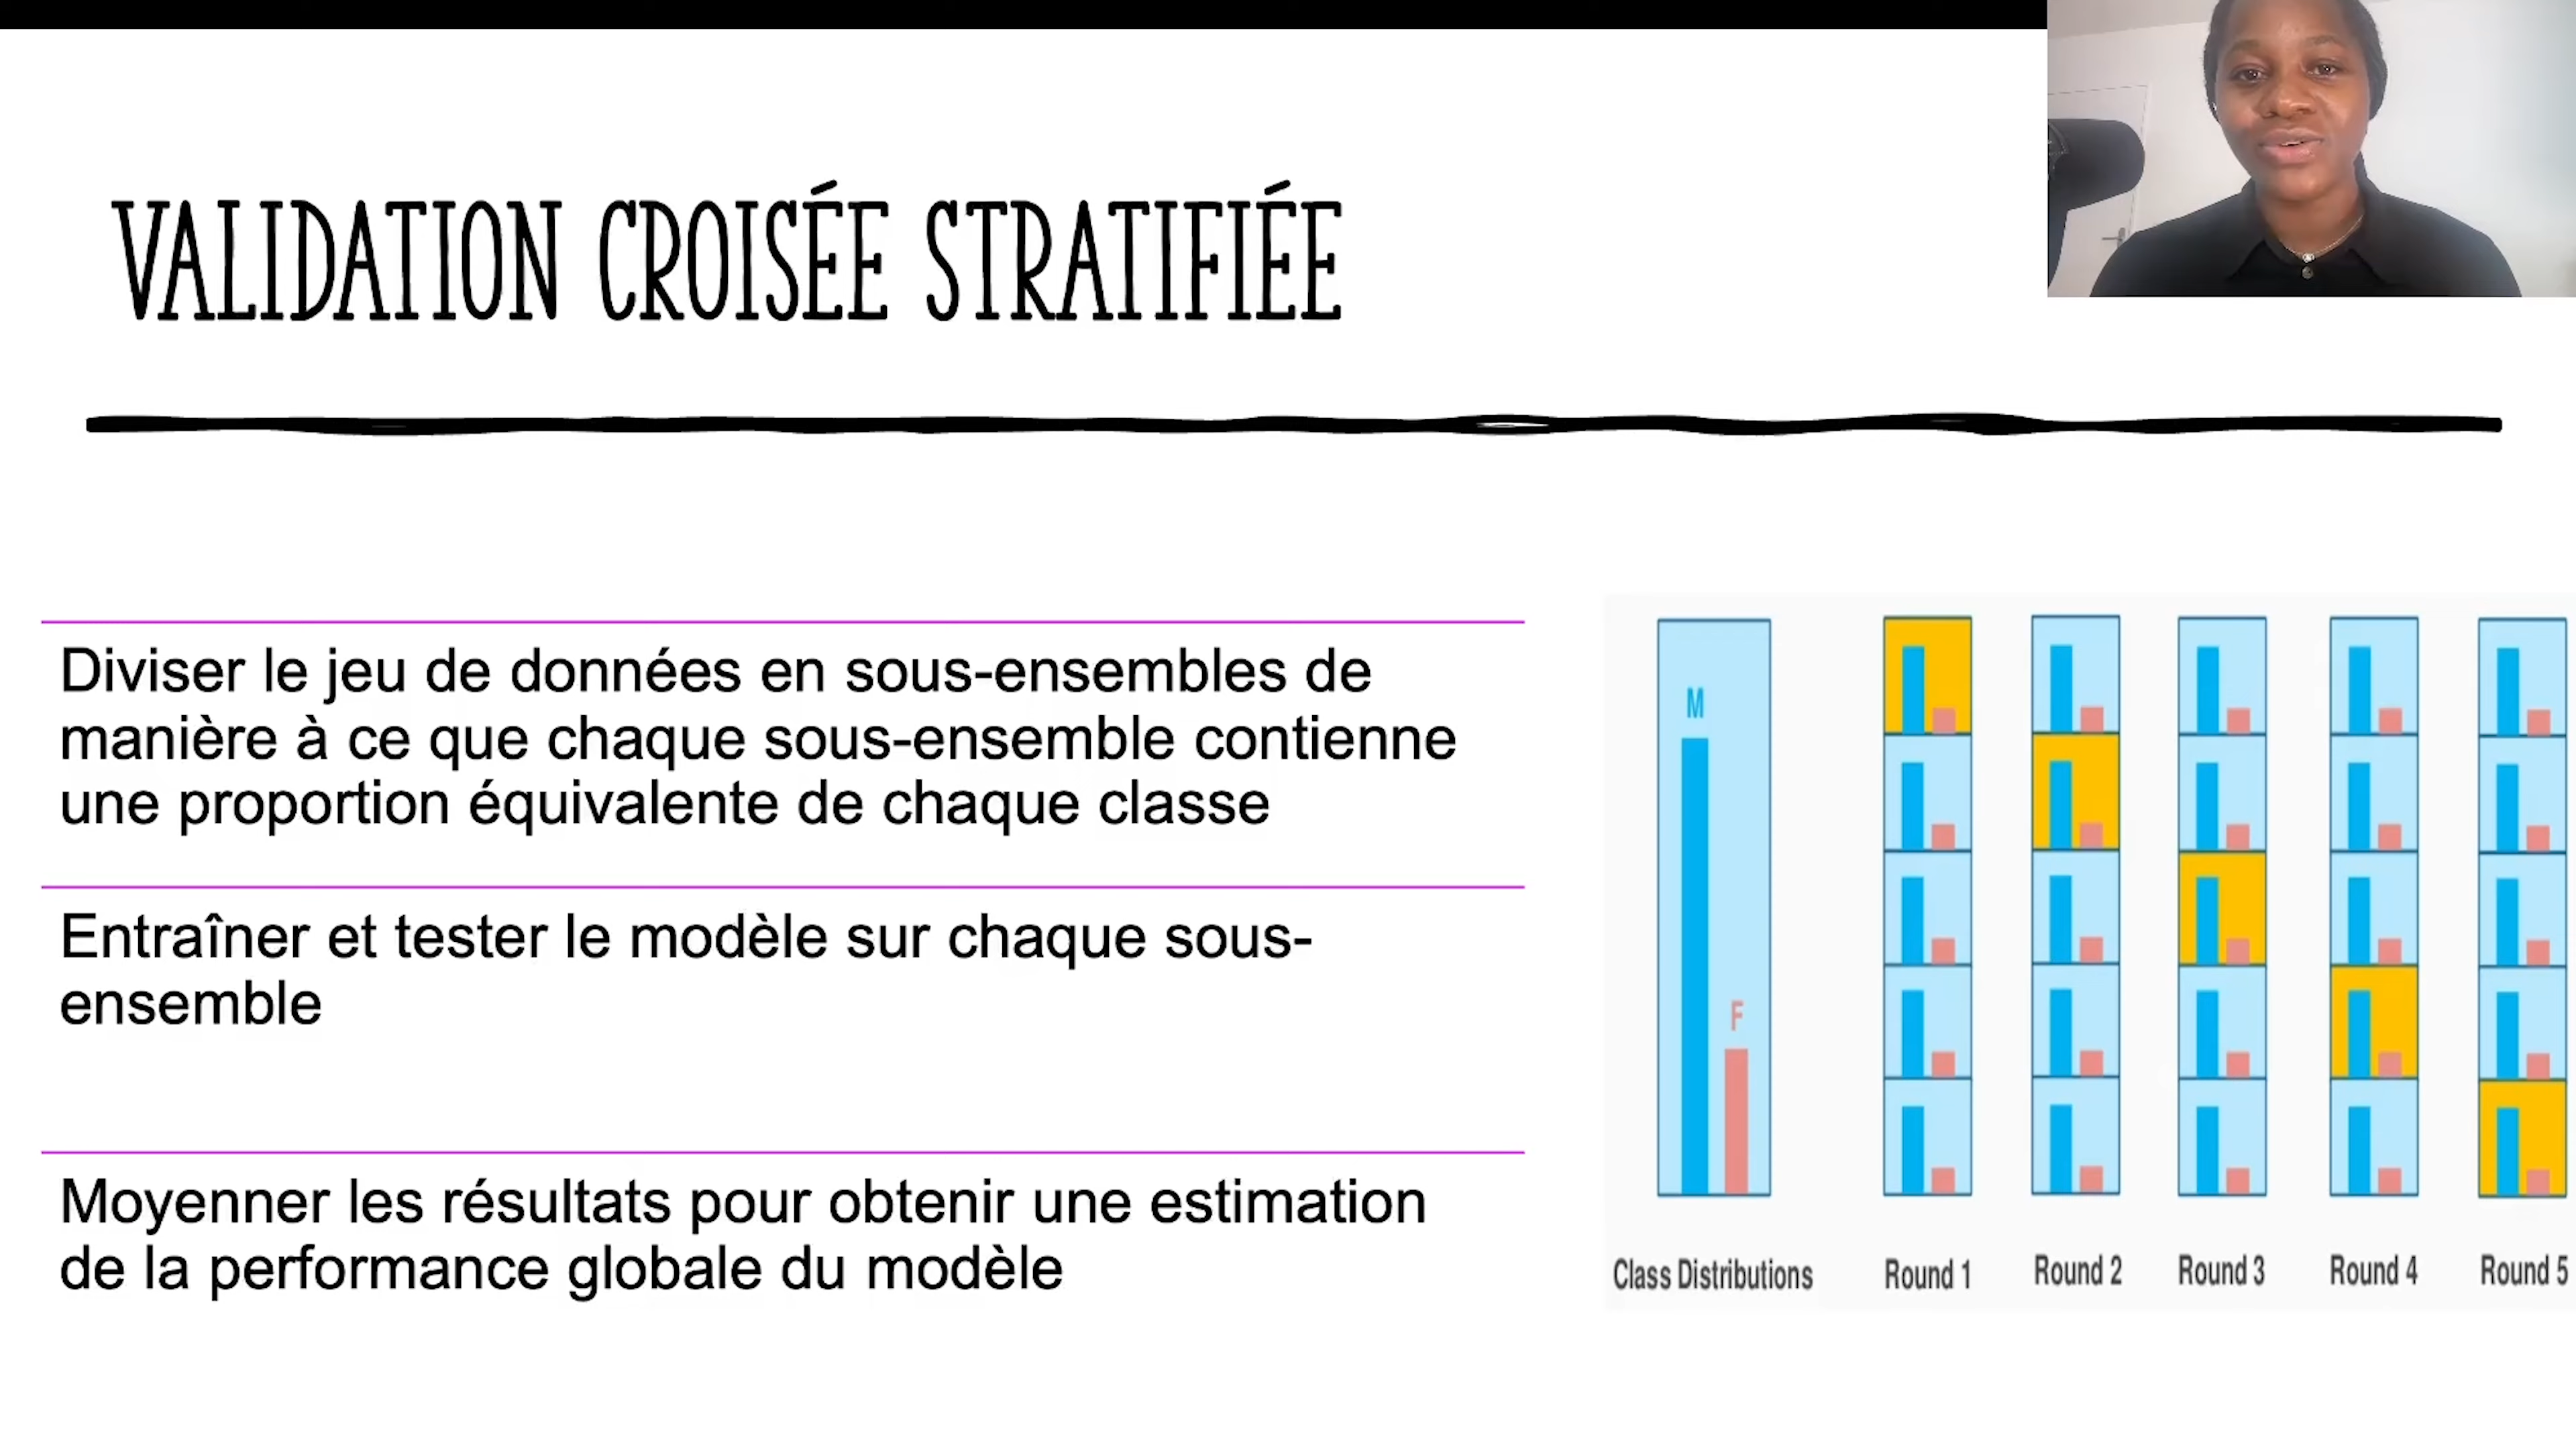 VALIDATION CROISÉE STRATIFIÉE
Diviser le jeu de données en sous-ensembles de
manière à ce que chaque sous-ensemble contienne
une proportion équivalente de chaque classe
Entraîner et tester le modèle sur chaque sous-
ensemble
Moyenner les résultats pour obtenir une estimation
de la performance globale du modèle
M
F
Class Distributions
Round 1
Round 2
Round 3
Round 4
Round 5